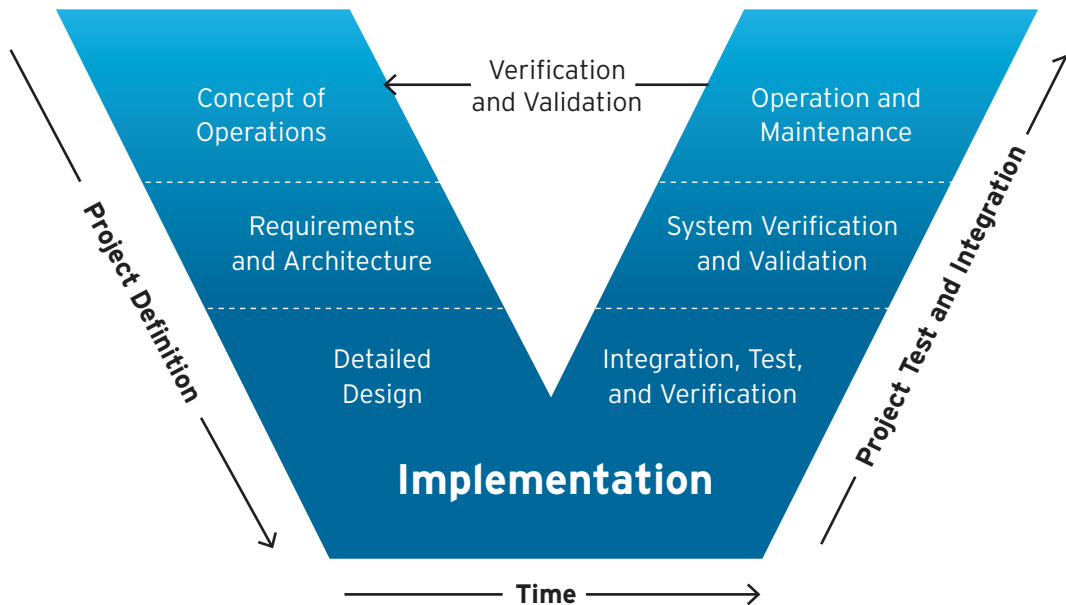 Verification
and Validation
Concept of
Operations
Operation and
Maintenance
Project Definition
Requirements
and Architecture
System Verification
and Validation
Project Test and Integration
Detailed
Design
Integration, Test,
and Verification
Implementation
Time